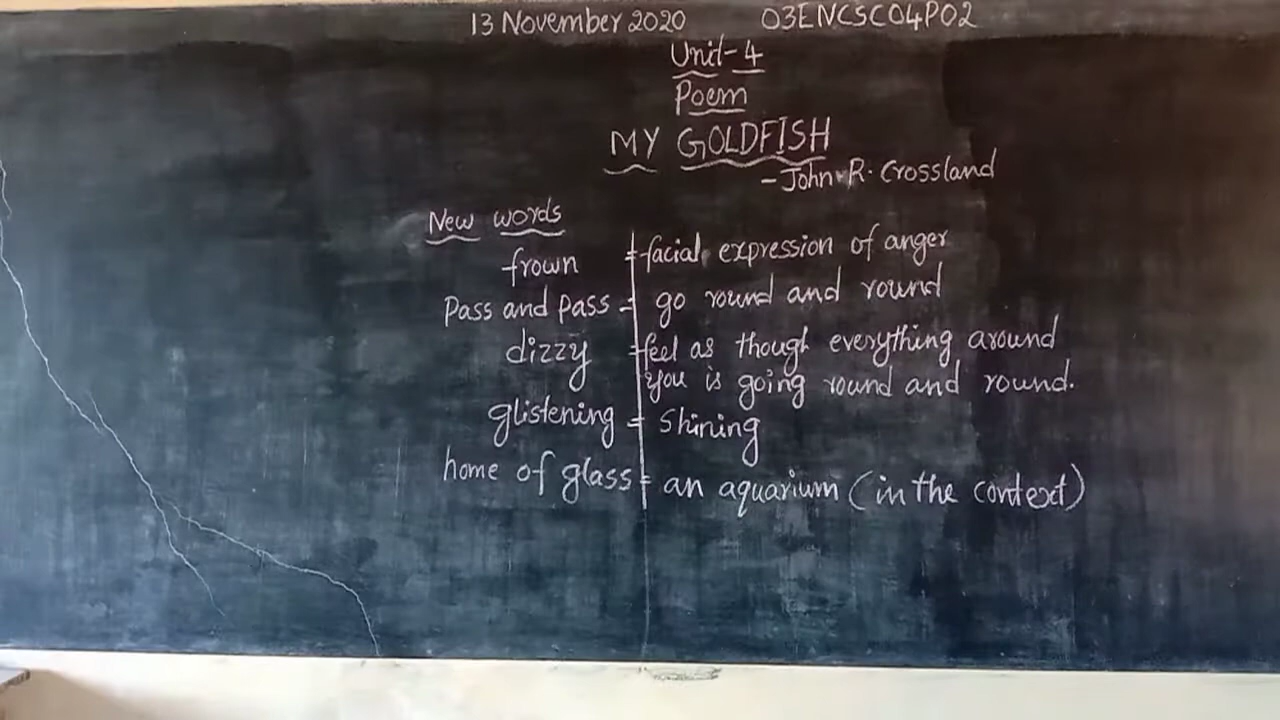 13 November 2020 03ENCSC04P02
Unit-4
Poem
MY GOLDFISH
- John R. Crossland
New words
frown = facial expression of anger
Pass and pass = go round and round
dizzy = feel as though everything around
you is going round and round.
glistening = Shining
home of glass = an aquarium (in the context)